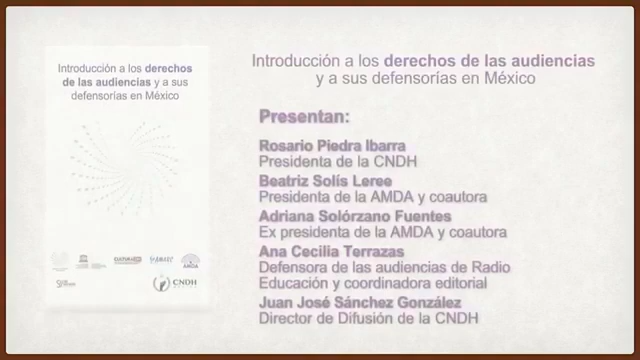 Introducción a los derechos
de las audiencias y a sus
defensorías en México
AMDA
CNDH
Introducción a los derechos de las audiencias
y a sus defensorías en México
Presentan:
Rosario Piedra Ibarra
Presidenta de la CNDH
Beatriz Solís Leree
Presidenta de la AMDA y coautora
Adriana Solórzano Fuentes
Ex presidenta de la AMDA y coautora
Ana Cecilia Terrazas
Defensora de las audiencias de Radio
Educación y coordinadora editorial
Juan José Sánchez González
Director de Difusión de la CNDH